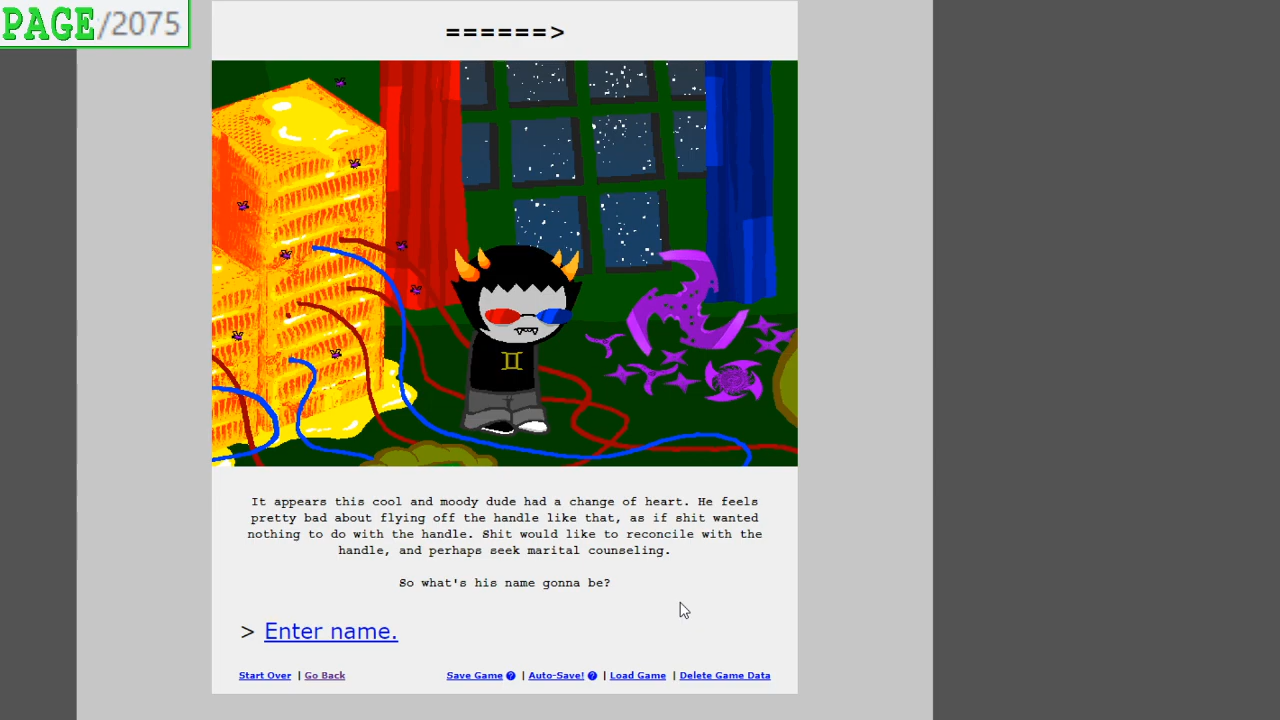 PAGE/2075
======>
It appears this cool and moody dude had a change of heart. He feels
pretty bad about flying off the handle like that, as if shit wanted
nothing to do with the handle. Shit would like to reconcile with the
handle, and perhaps seek marital counseling.
So what's his name gonna be?
> Enter name.
Start Over | Go Back Save Game ? | Auto-Save! ? | Load Game | Delete Game Data